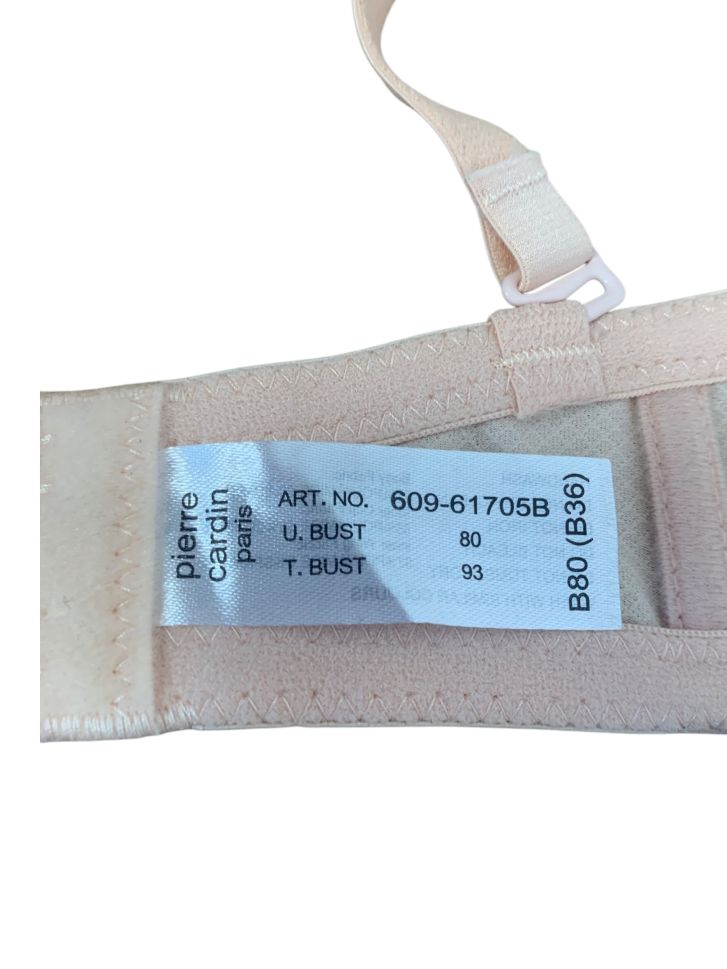 pierre
cardin
paris
ART. NO. 609-61705B
U. BUST 80
T. BUST 93
B80 (B36)